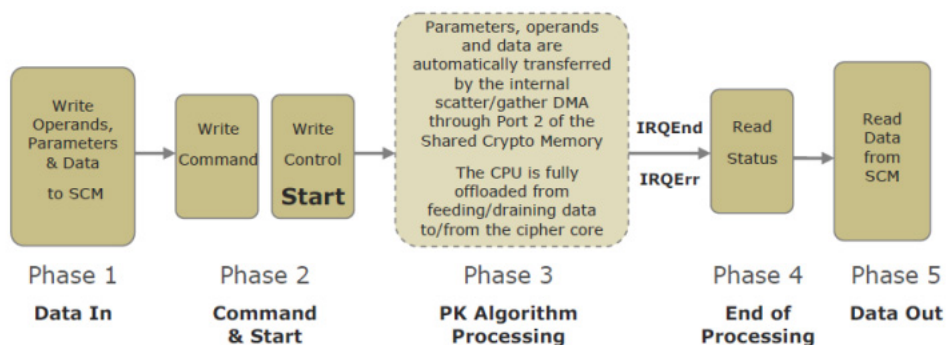 Write
Operands,
Parameters
& Data
to SCM
Write
Command
Write
Control
Start
Parameters, operands
and data are
automatically transferred
by the internal
scatter/gather DMA
through Port 2 of the
Shared Crypto Memory
The CPU is fully
offloaded from
feeding/draining data
to/from the cipher core
IRQEnd
IRQErr
Read
Status
Read
Data
from
SCM
Phase 1
Data In
Phase 2
Command
& Start
Phase 3
PK Algorithm
Processing
Phase 4
End of
Processing
Phase 5
Data Out